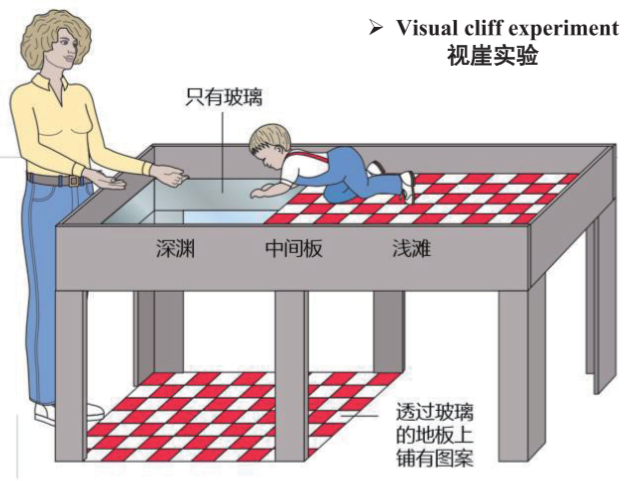 ➢ Visual cliff experiment
视崖实验
只有玻璃
深渊
中间板
浅滩
透过玻璃
的地板上
铺有图案